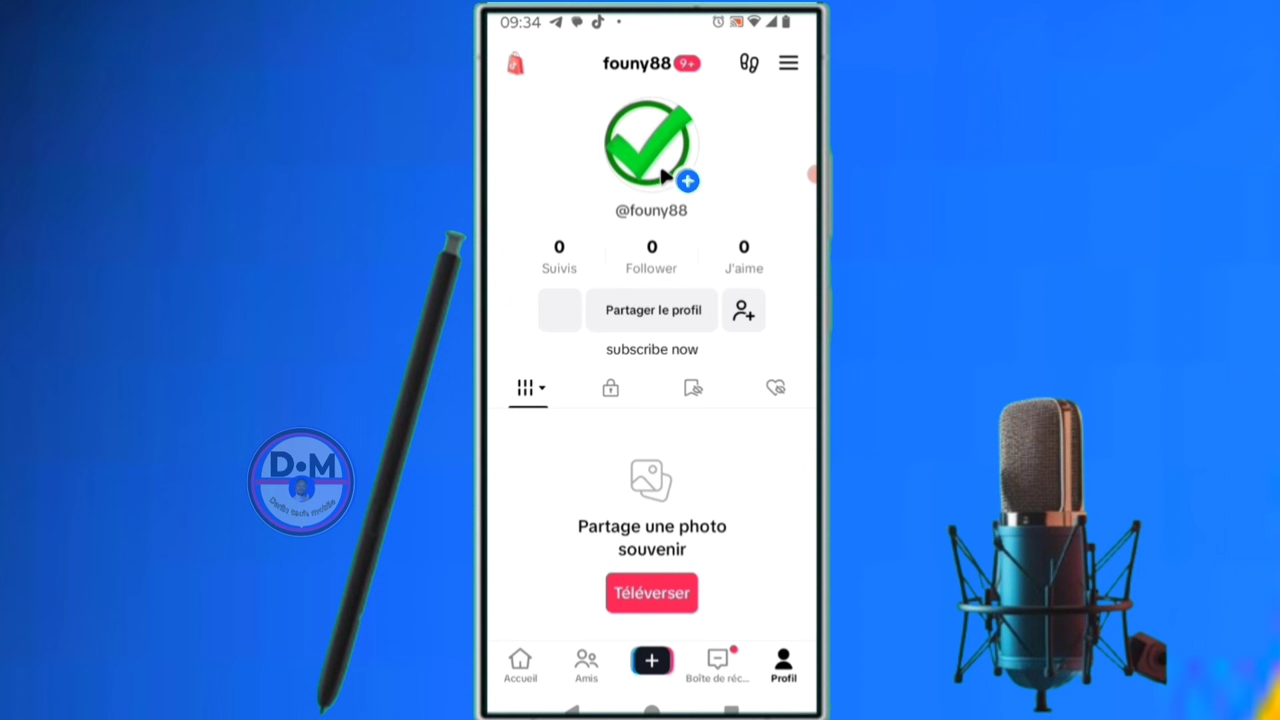 09:34
founy88 9+
@founy88
0 0 0
Suivis Follower J'aime
Partager le profil
subscribe now
Partage une photo
souvenir
Téléverser
Accueil Amis Boîte de réc... Profil
D•M